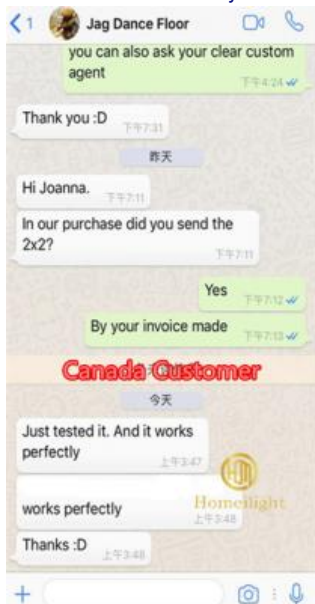 1
Jag Dance Floor
you can also ask your clear custom
agent
下午4:24
Thank you :D
下午7:31
昨天
Hi Joanna.
下午7:11
In our purchase did you send the
2x2?
下午7:11
Yes
下午7:12
By your invoice made
下午7:13
Canada Customer
今天
Just tested it. And it works
perfectly
上午3:47
works perfectly
上午3:48
Homeilight
Thanks :D
上午3:48